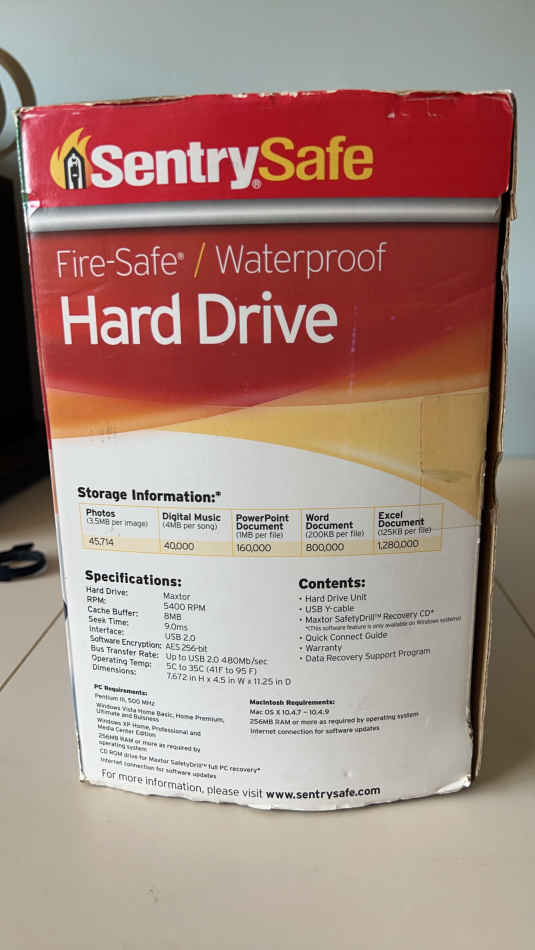 SentrySafe®
Fire-Safe® / Waterproof
Hard Drive
Storage Information:*
Photos
(3.5MB per image)
Digital Music
(4MB per song)
PowerPoint
Document
(1MB per file)
Word
Document
(200KB per file)
Excel
Document
(125KB per file)
45,714
40,000
160,000
800,000
1,280,000
Specifications:
Hard Drive: Maxtor
RPM: 5400 RPM
Cache Buffer: 8MB
Seek Time: 9.0ms
Interface: USB 2.0
Software Encryption: AES 256-bit
Bus Transfer Rate: Up to USB 2.0 480Mb/sec
Operating Temp: 5C to 35C (41F to 95 F)
Dimensions: 7.672 in H x 4.5 in W x 11.25 in D
Contents:
• Hard Drive Unit
• USB Y-cable
• Maxtor SafetyDrill™ Recovery CD*
*(This software feature is only available on Windows systems)
• Quick Connect Guide
• Warranty
• Data Recovery Support Program
PC Requirements:
Pentium III, 500 MHz
Windows Vista Home Basic, Home Premium,
Ultimate and Buisness
Windows XP Home, Professional and
Media Center Edition
256MB RAM or more as required by
operating system
CD ROM drive for Maxtor SafetyDrill™ full PC recovery*
Internet connection for software updates
Macintosh Requirements:
Mac OS X 10.4.7 - 10.4.9
256MB RAM or more as required by operating system
Internet connection for software updates
For more information, please visit www.sentrysafe.com